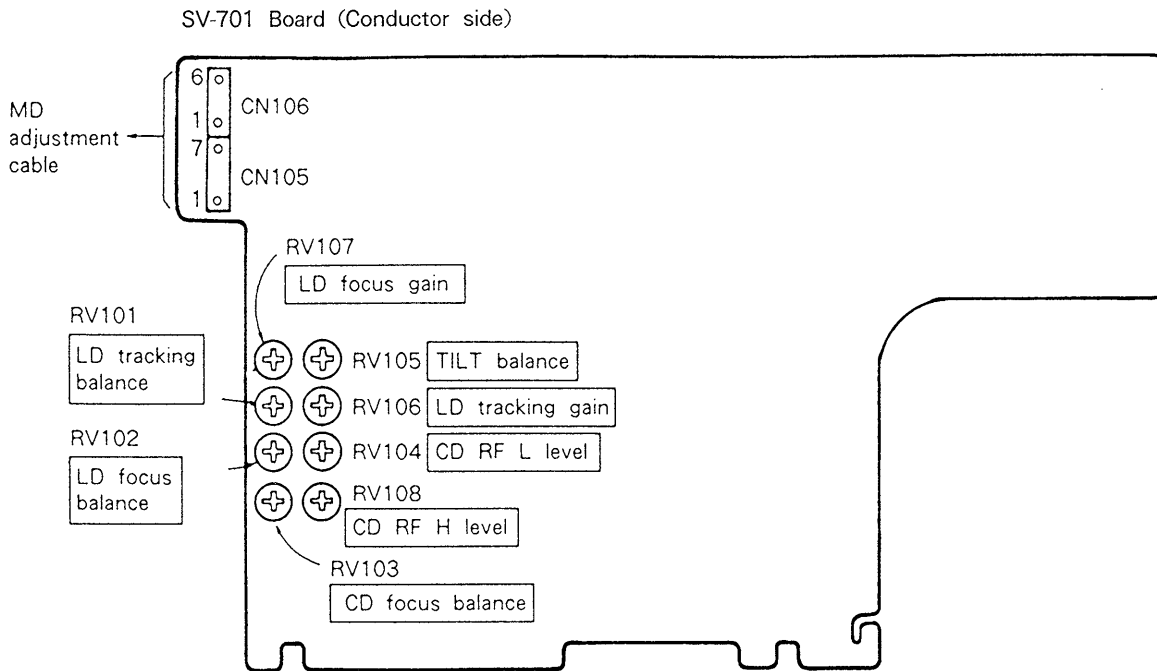 SV-701 Board (Conductor side)
MD
adjustment
cable
6
1
CN106
7
1
CN105
RV107
LD focus gain
RV101
LD tracking
balance
RV105 TILT balance
RV106 LD tracking gain
RV102
LD focus
balance
RV104 CD RF L level
RV108
CD RF H level
RV103
CD focus balance